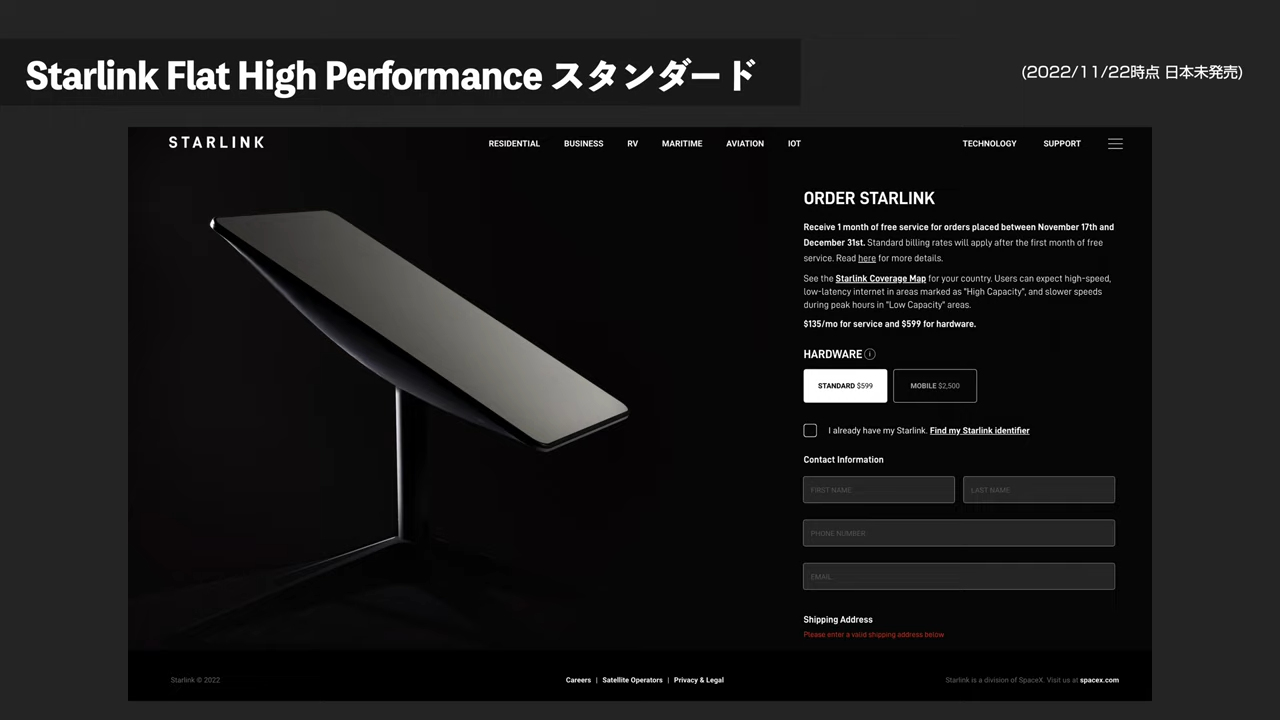 Starlink Flat High Performance スタンダード
(2022/11/22時点 日本未発売)
STARLINK
RESIDENTIAL BUSINESS RV MARITIME AVIATION IOT
TECHNOLOGY SUPPORT
ORDER STARLINK
Receive 1 month of free service for orders placed between November 17th and
December 31st. Standard billing rates will apply after the first month of free
service. Read here for more details.
See the Starlink Coverage Map for your country. Users can expect high-speed,
low-latency internet in areas marked as "High Capacity", and slower speeds
during peak hours in "Low Capacity" areas.
$135/mo for service and $599 for hardware.
HARDWARE i
STANDARD $599
MOBILE $2,500
I already have my Starlink. Find my Starlink identifier
Contact Information
FIRST NAME
LAST NAME
PHONE NUMBER
EMAIL
Shipping Address
Please enter a valid shipping address below
Starlink © 2022
Careers | Satellite Operators | Privacy & Legal
Starlink is a division of SpaceX. Visit us at spacex.com